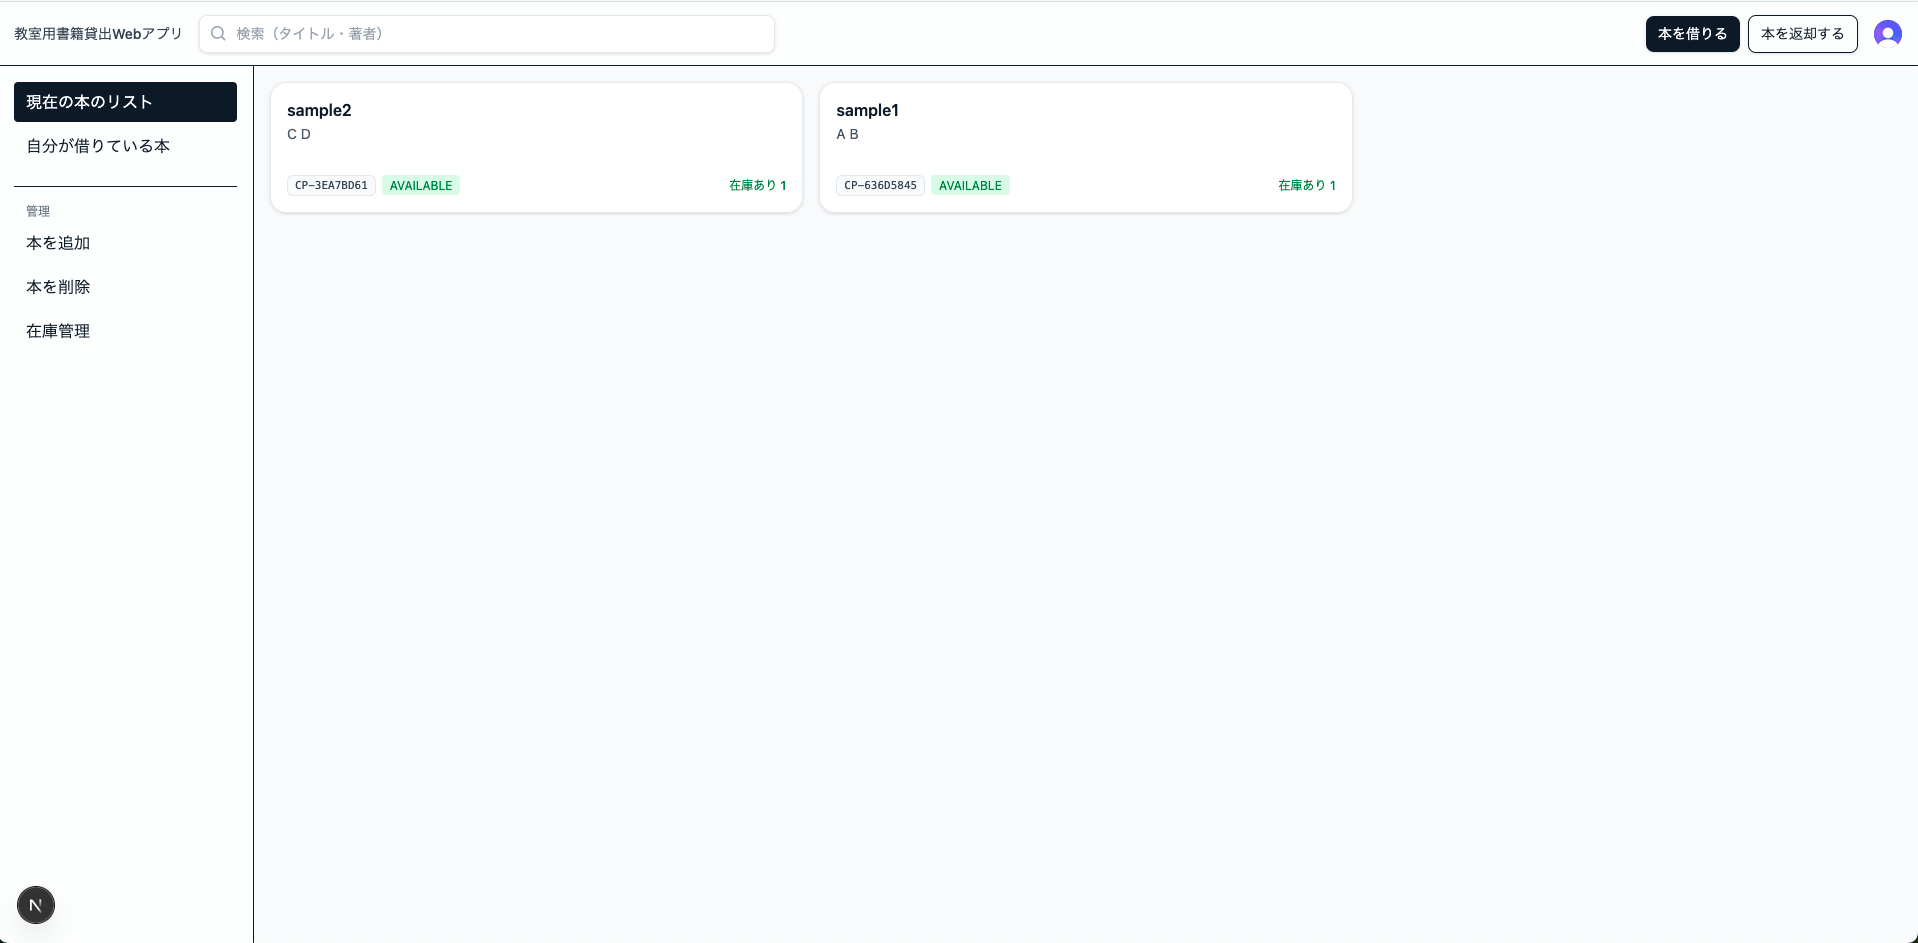 教室用書籍貸出Webアプリ
検索（タイトル・著者）
本を借りる
本を返却する
現在の本のリスト
自分が借りている本
管理
本を追加
本を削除
在庫管理
sample2
C D
CP-3EA7BD61 AVAILABLE 在庫あり 1
sample1
A B
CP-636D5845 AVAILABLE 在庫あり 1
N